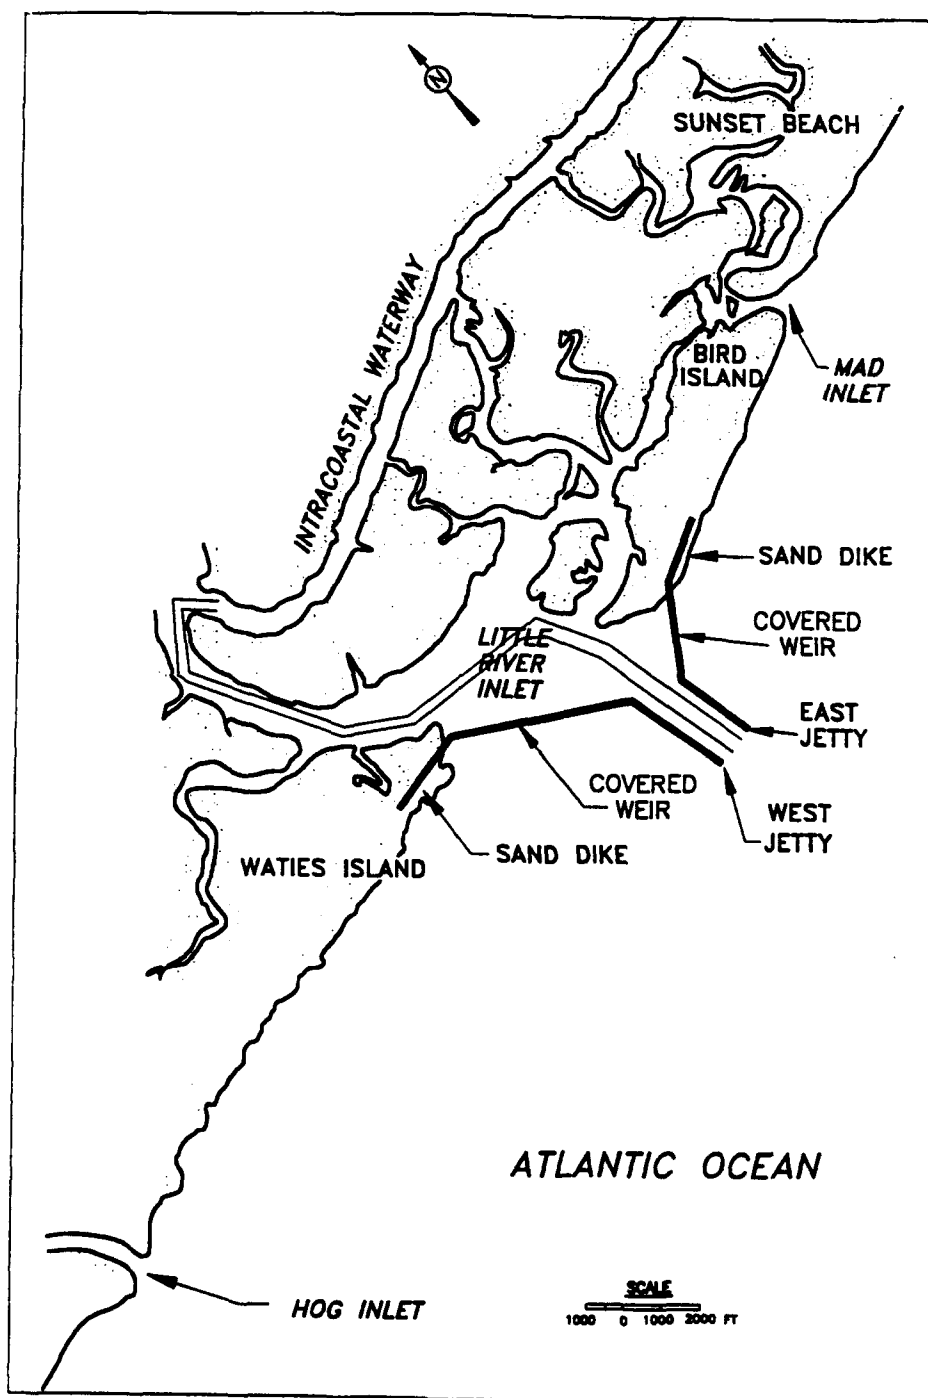 N
SUNSET BEACH
INTRACOASTAL WATERWAY
BIRD
ISLAND
MAD
INLET
SAND DIKE
COVERED
WEIR
LITTLE
RIVER
INLET
EAST
JETTY
COVERED
WEIR
WEST
JETTY
SAND DIKE
WATIES ISLAND
ATLANTIC OCEAN
HOG INLET
SCALE
1000 0 1000 2000 FT